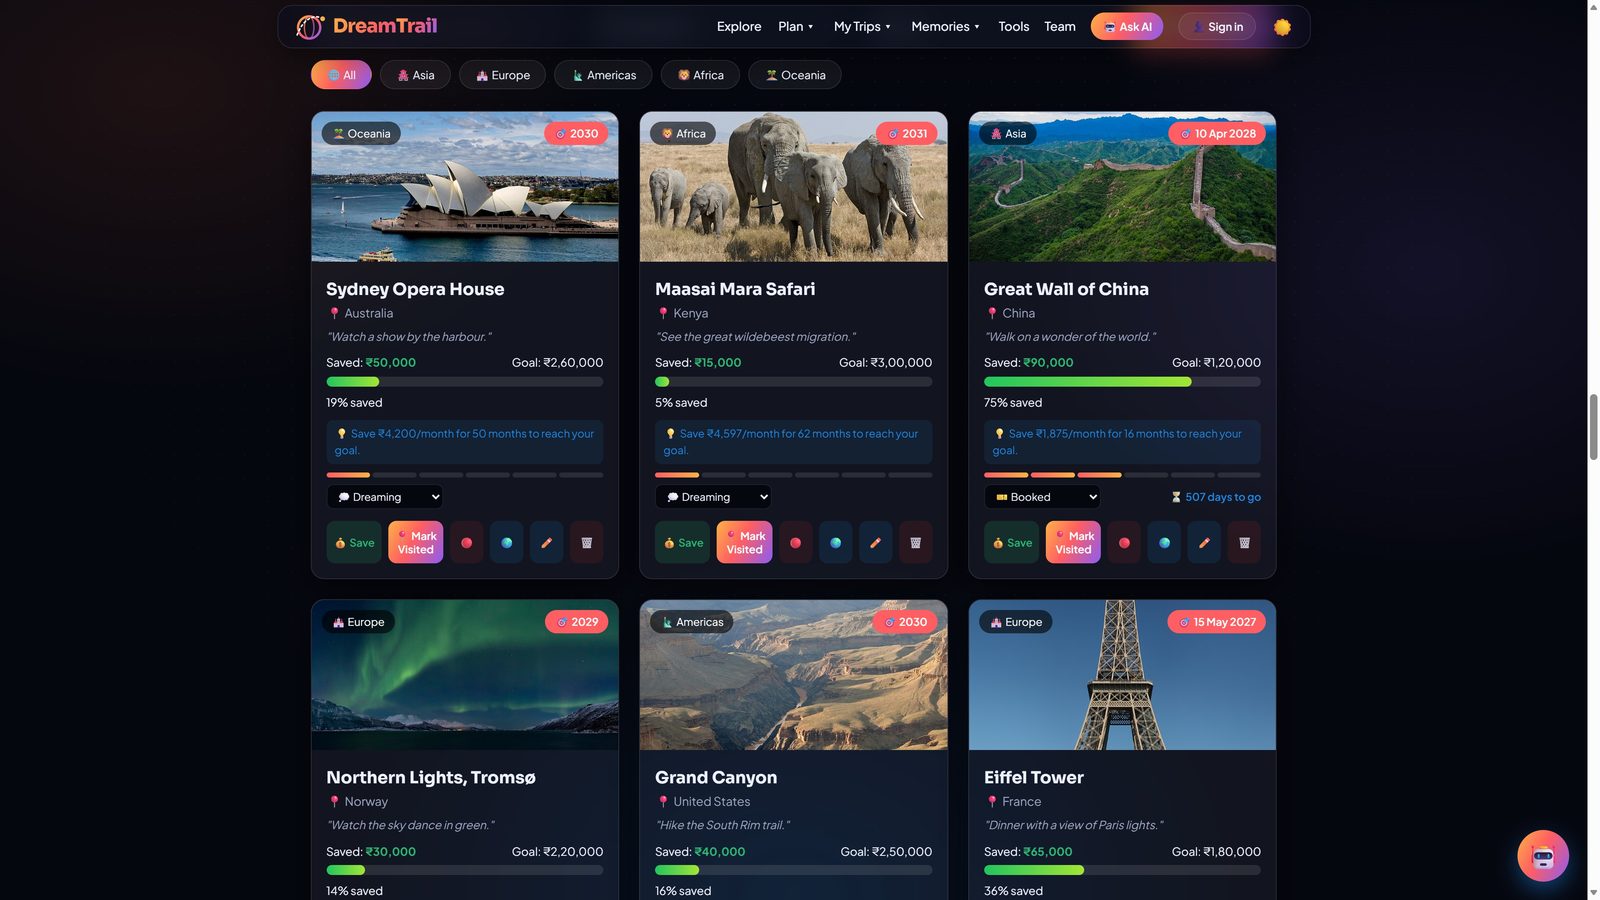 DreamTrail
Explore Plan ▾ My Trips ▾ Memories ▾ Tools Team Ask AI Sign in
All Asia Europe Americas Africa Oceania
Oceania 2030
Sydney Opera House
Australia
"Watch a show by the harbour."
Saved: ₹50,000 Goal: ₹2,60,000
19% saved
Save ₹4,200/month for 50 months to reach your
goal.
Dreaming
Save Mark
Visited
Africa 2031
Maasai Mara Safari
Kenya
"See the great wildebeest migration."
Saved: ₹15,000 Goal: ₹3,00,000
5% saved
Save ₹4,597/month for 62 months to reach your
goal.
Dreaming
Save Mark
Visited
Asia 10 Apr 2028
Great Wall of China
China
"Walk on a wonder of the world."
Saved: ₹90,000 Goal: ₹1,20,000
75% saved
Save ₹1,875/month for 16 months to reach your
goal.
Booked 507 days to go
Save Mark
Visited
Europe 2029
Northern Lights, Tromsø
Norway
"Watch the sky dance in green."
Saved: ₹30,000 Goal: ₹2,20,000
14% saved
Americas 2030
Grand Canyon
United States
"Hike the South Rim trail."
Saved: ₹40,000 Goal: ₹2,50,000
16% saved
Europe 15 May 2027
Eiffel Tower
France
"Dinner with a view of Paris lights."
Saved: ₹65,000 Goal: ₹1,80,000
36% saved